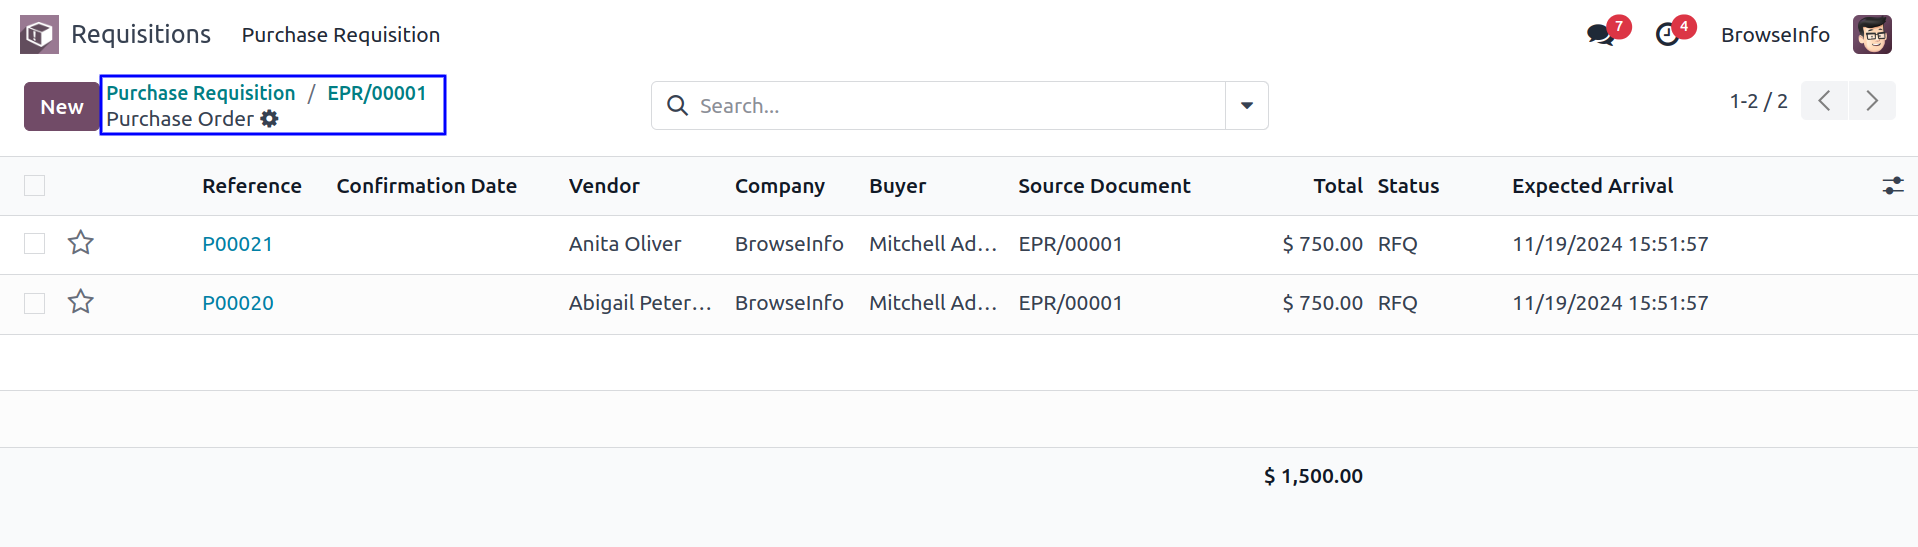 Requisitions Purchase Requisition 7 4 BrowseInfo
New Purchase Requisition / EPR/00001
Purchase Order
Search...
1-2 / 2
Reference Confirmation Date Vendor Company Buyer Source Document Total Status Expected Arrival
P00021 Anita Oliver BrowseInfo Mitchell Ad... EPR/00001 $ 750.00 RFQ 11/19/2024 15:51:57
P00020 Abigail Peter... BrowseInfo Mitchell Ad... EPR/00001 $ 750.00 RFQ 11/19/2024 15:51:57
$ 1,500.00